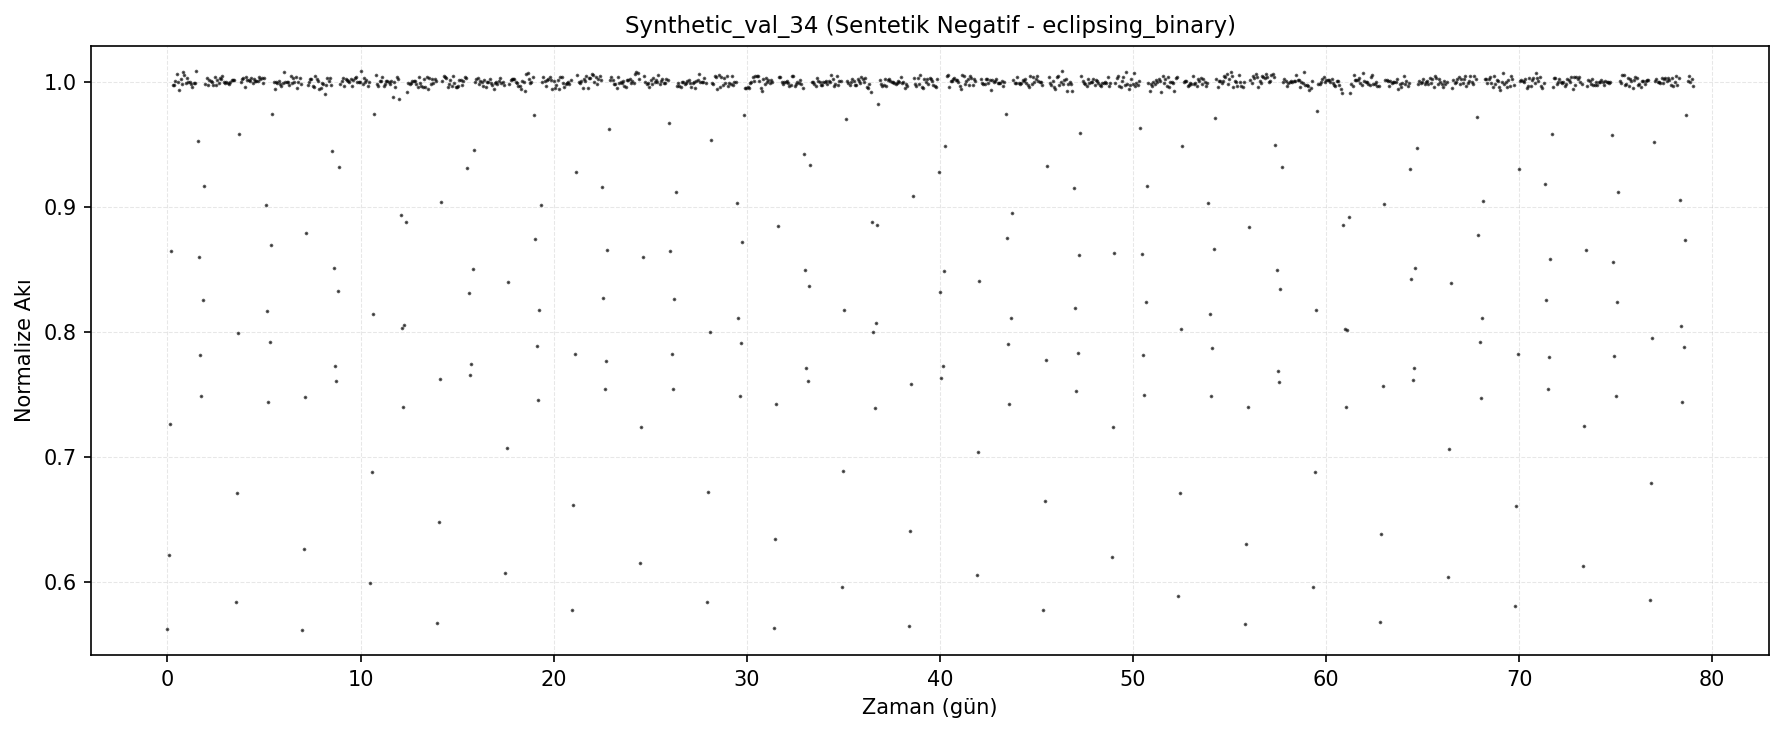 Synthetic_val_34 (Sentetik Negatif - eclipsing_binary)
Normalize Akı
1.0
0.9
0.8
0.7
0.6
0 10 20 30 40 50 60 70 80
Zaman (gün)